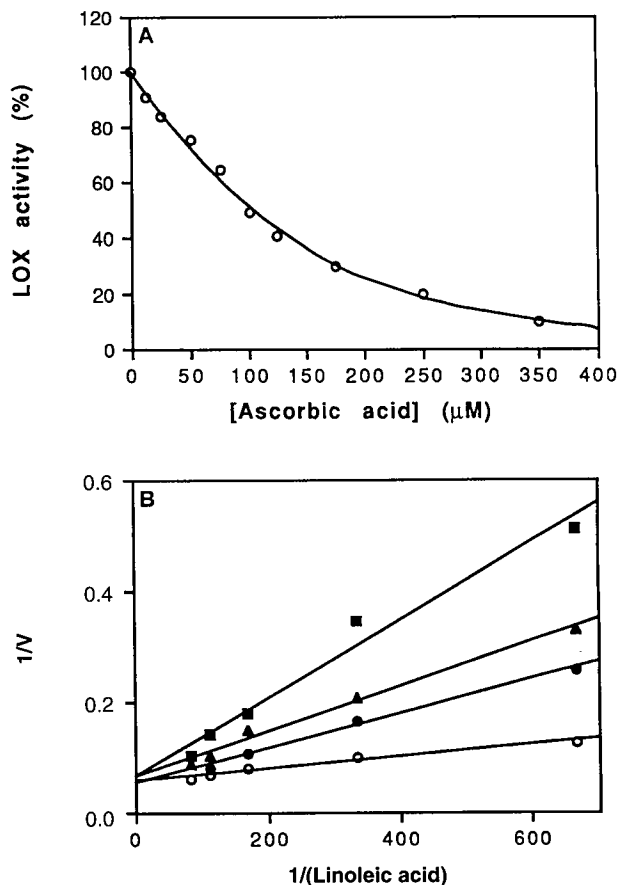 A
120
100
80
60
40
20
0
LOX activity (%)
0 50 100 150 200 250 300 350 400
[Ascorbic acid] (µM)
B
0.6
0.4
0.2
0.0
1/V
0 200 400 600
1/(Linoleic acid)